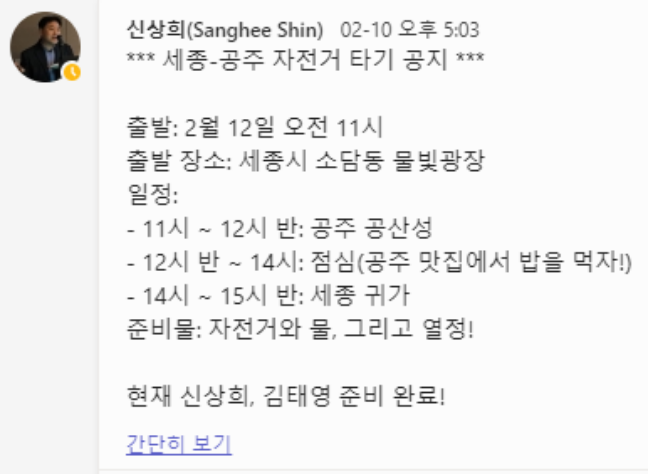 신상희(Sanghee Shin) 02-10 오후 5:03
*** 세종-공주 자전거 타기 공지 ***
출발: 2월 12일 오전 11시
출발 장소: 세종시 소담동 물빛광장
일정:
- 11시 ~ 12시 반: 공주 공산성
- 12시 반 ~ 14시: 점심(공주 맛집에서 밥을 먹자!)
- 14시 ~ 15시 반: 세종 귀가
준비물: 자전거와 물, 그리고 열정!
현재 신상희, 김태영 준비 완료!
간단히 보기